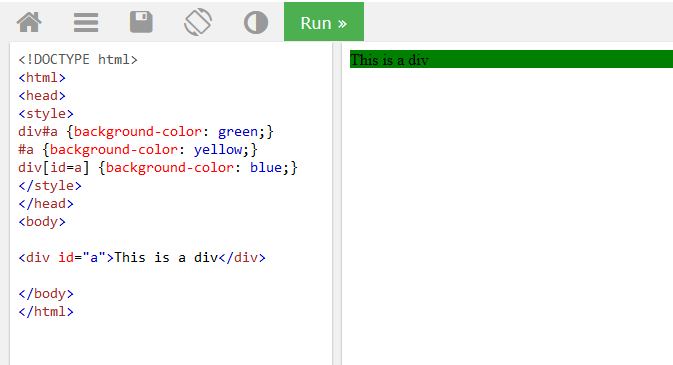 Run »
<!DOCTYPE html>
<html>
<head>
<style>
div#a {background-color: green;}
#a {background-color: yellow;}
div[id=a] {background-color: blue;}
</style>
</head>
<body>
<div id="a">This is a div</div>
</body>
</html>
This is a div